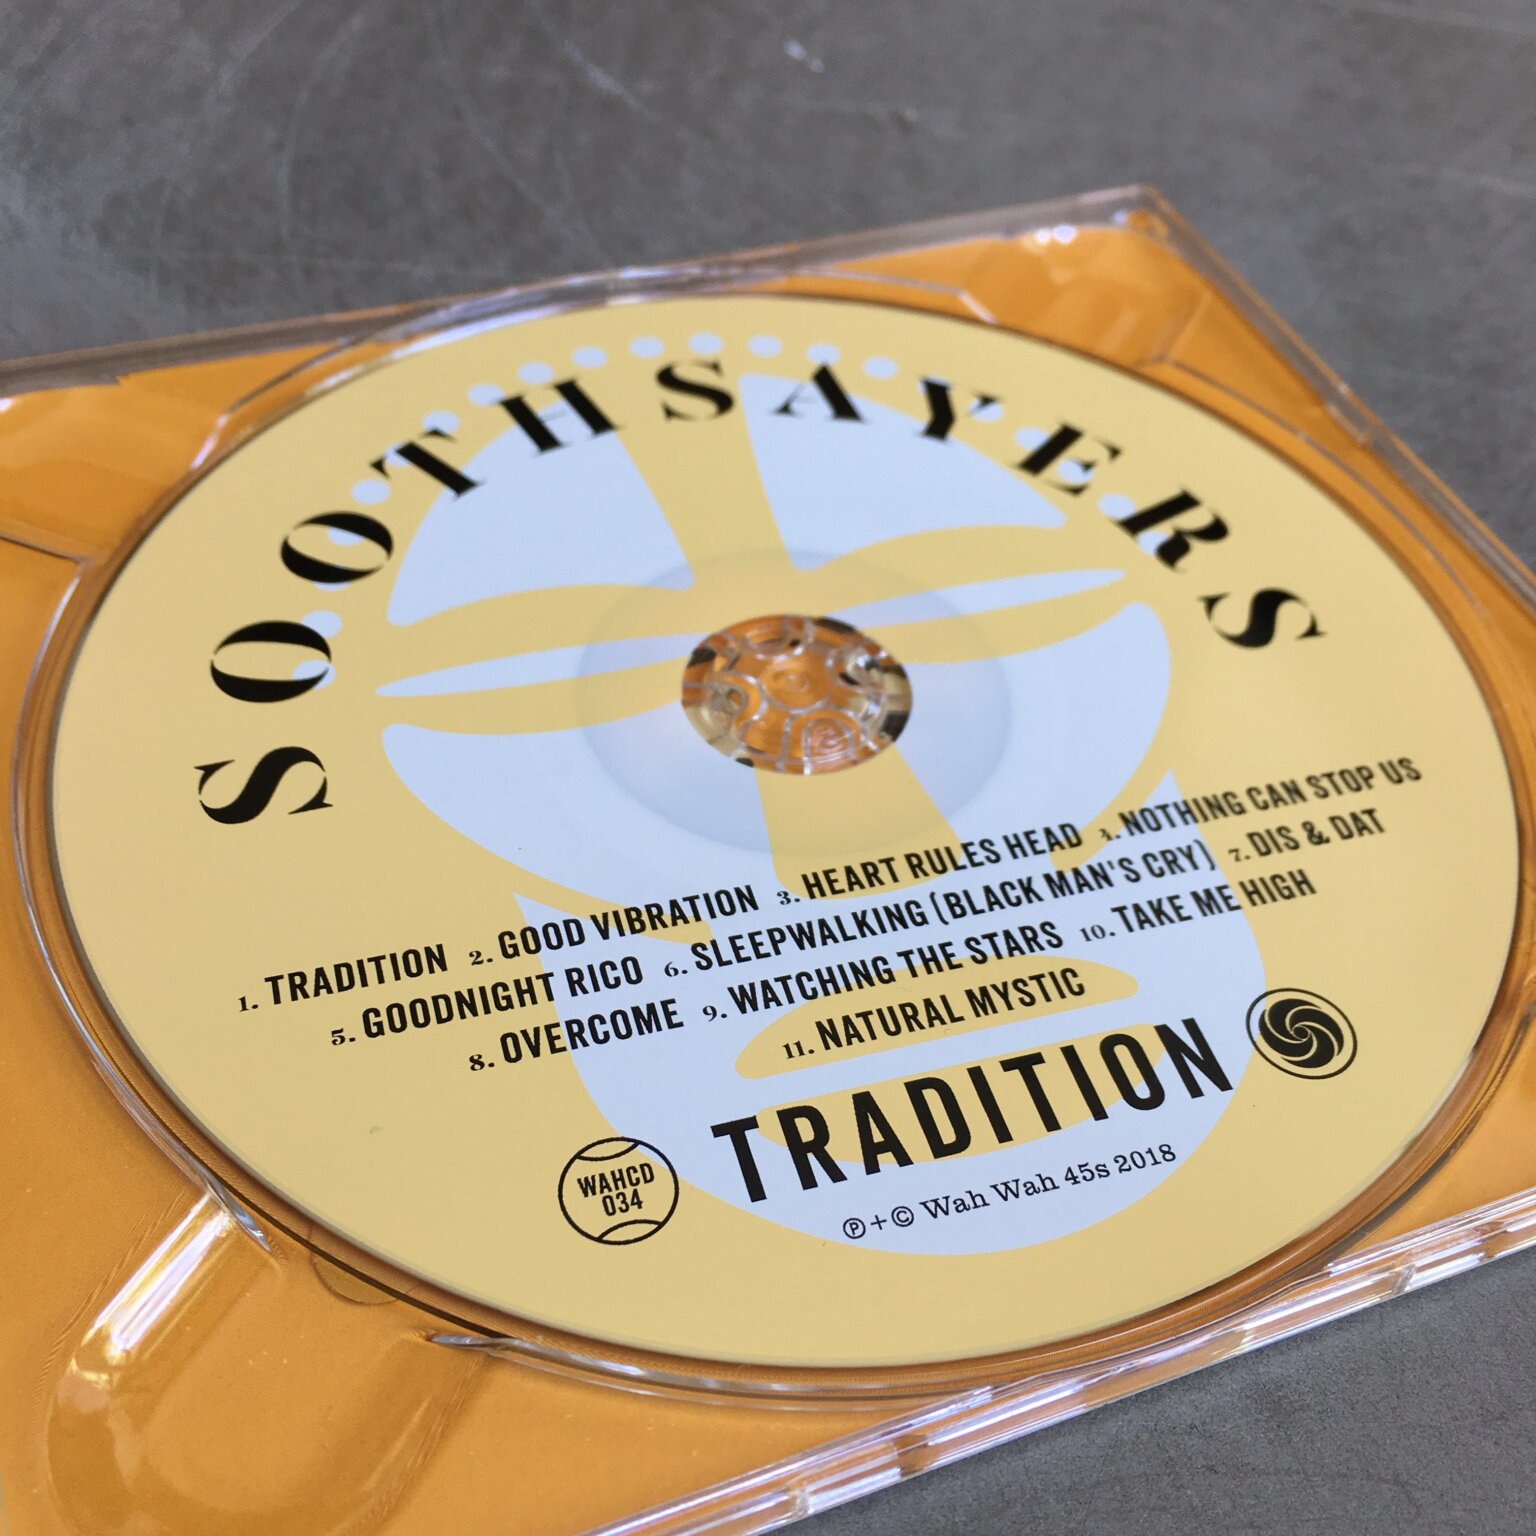 SOOTHSAYERS
1. TRADITION 2. GOOD VIBRATION 3. HEART RULES HEAD 4. NOTHING CAN STOP US
5. GOODNIGHT RICO 6. SLEEPWALKING (BLACK MAN'S CRY) 7. DIS & DAT
8. OVERCOME 9. WATCHING THE STARS 10. TAKE ME HIGH
11. NATURAL MYSTIC
TRADITION
WAHCD
034
℗+© Wah Wah 45s 2018